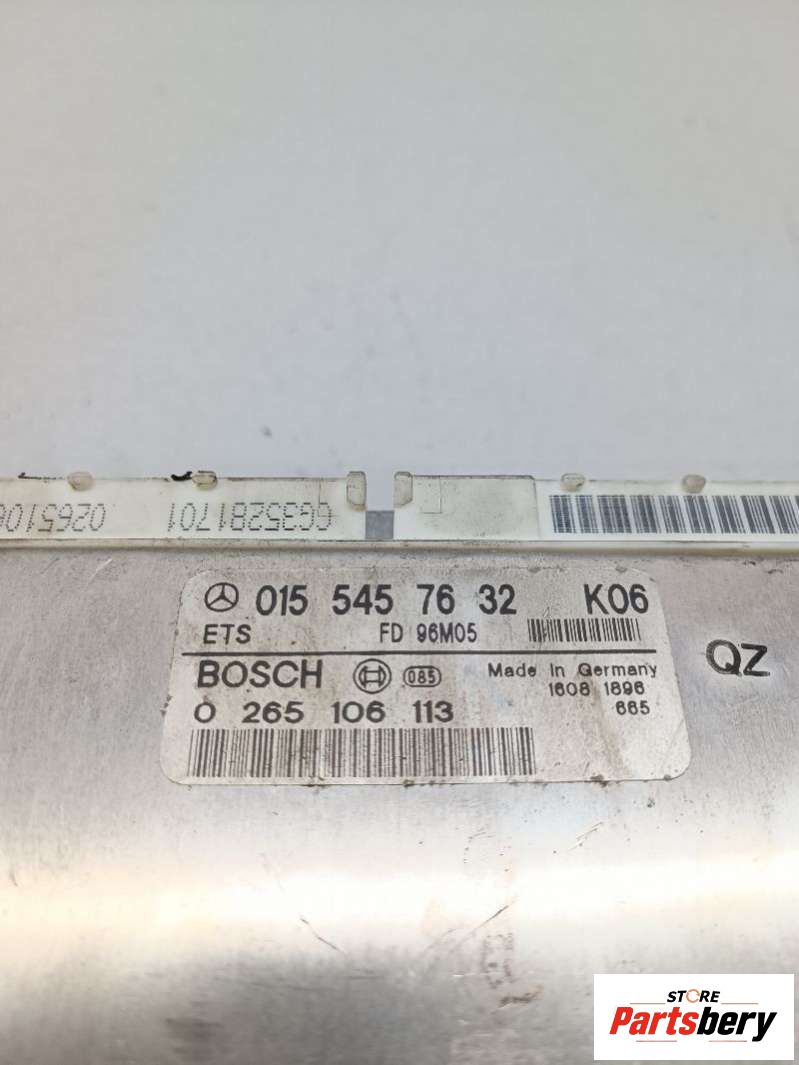 0265106
GG35281701
015 545 76 32 K06
ETS FD 96M05
QZ
BOSCH 085 Made in Germany
1608 1896
0 265 106 113 665
STORE
Partsbery